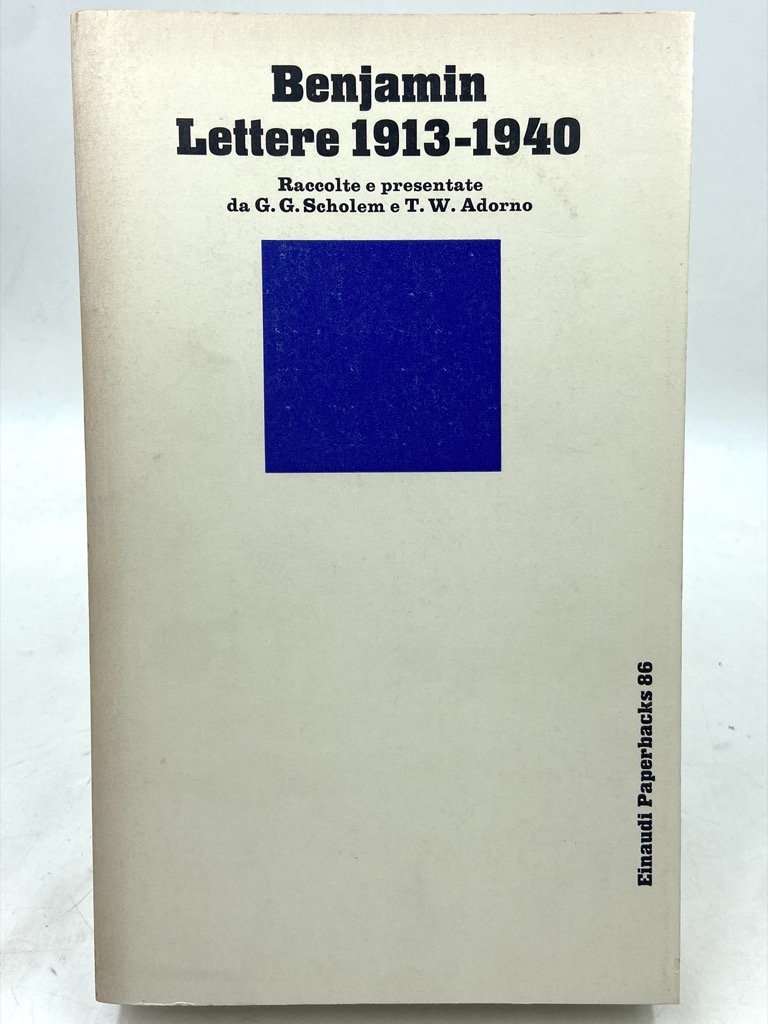 Benjamin
Lettere 1913-1940
Raccolte e presentate
da G. G. Scholem e T. W. Adorno
Einaudi Paperbacks 86